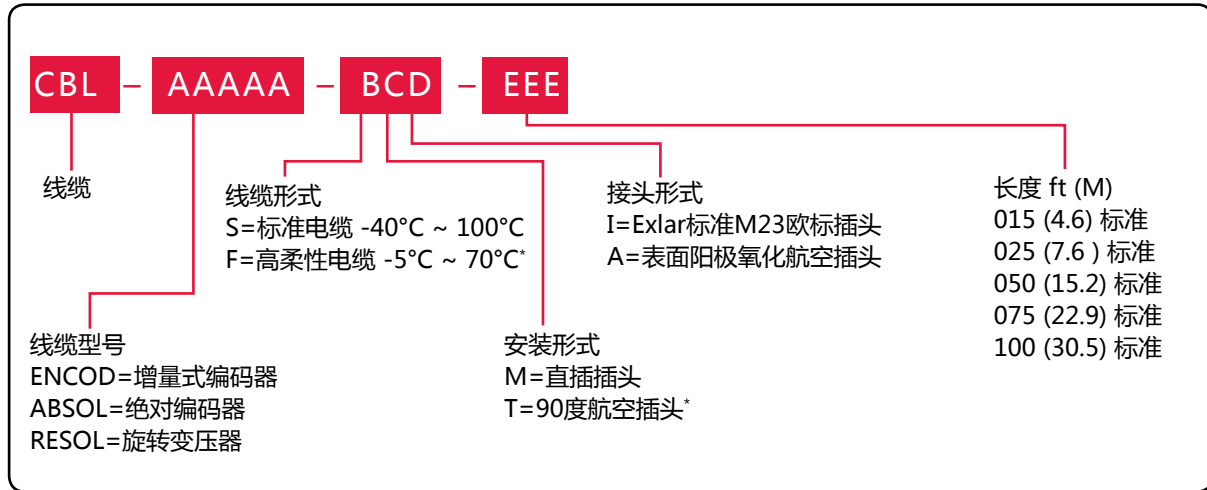 CBL – AAAAA – BCD – EEE
线缆
线缆形式
S=标准电缆 -40°C ~ 100°C
F=高柔性电缆 -5°C ~ 70°C*
接头形式
I=Exlar标准M23欧标插头
A=表面阳极氧化航空插头
长度 ft (M)
015 (4.6) 标准
025 (7.6 ) 标准
050 (15.2) 标准
075 (22.9) 标准
100 (30.5) 标准
线缆型号
ENCOD=增量式编码器
ABSOL=绝对编码器
RESOL=旋转变压器
安装形式
M=直插插头
T=90度航空插头*